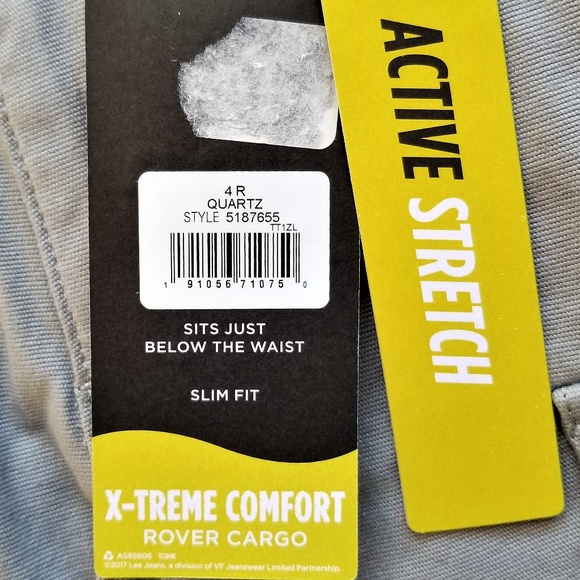 4 R
QUARTZ
STYLE 5187655
TT1ZL
1 91056 71075 0
SITS JUST
BELOW THE WAIST
SLIM FIT
X-TREME COMFORT
ROVER CARGO
AS85906 TOHK
©2017 Lee Jeans, a division of VF Jeanswear Limited Partnership.
ACTIVE STRETCH